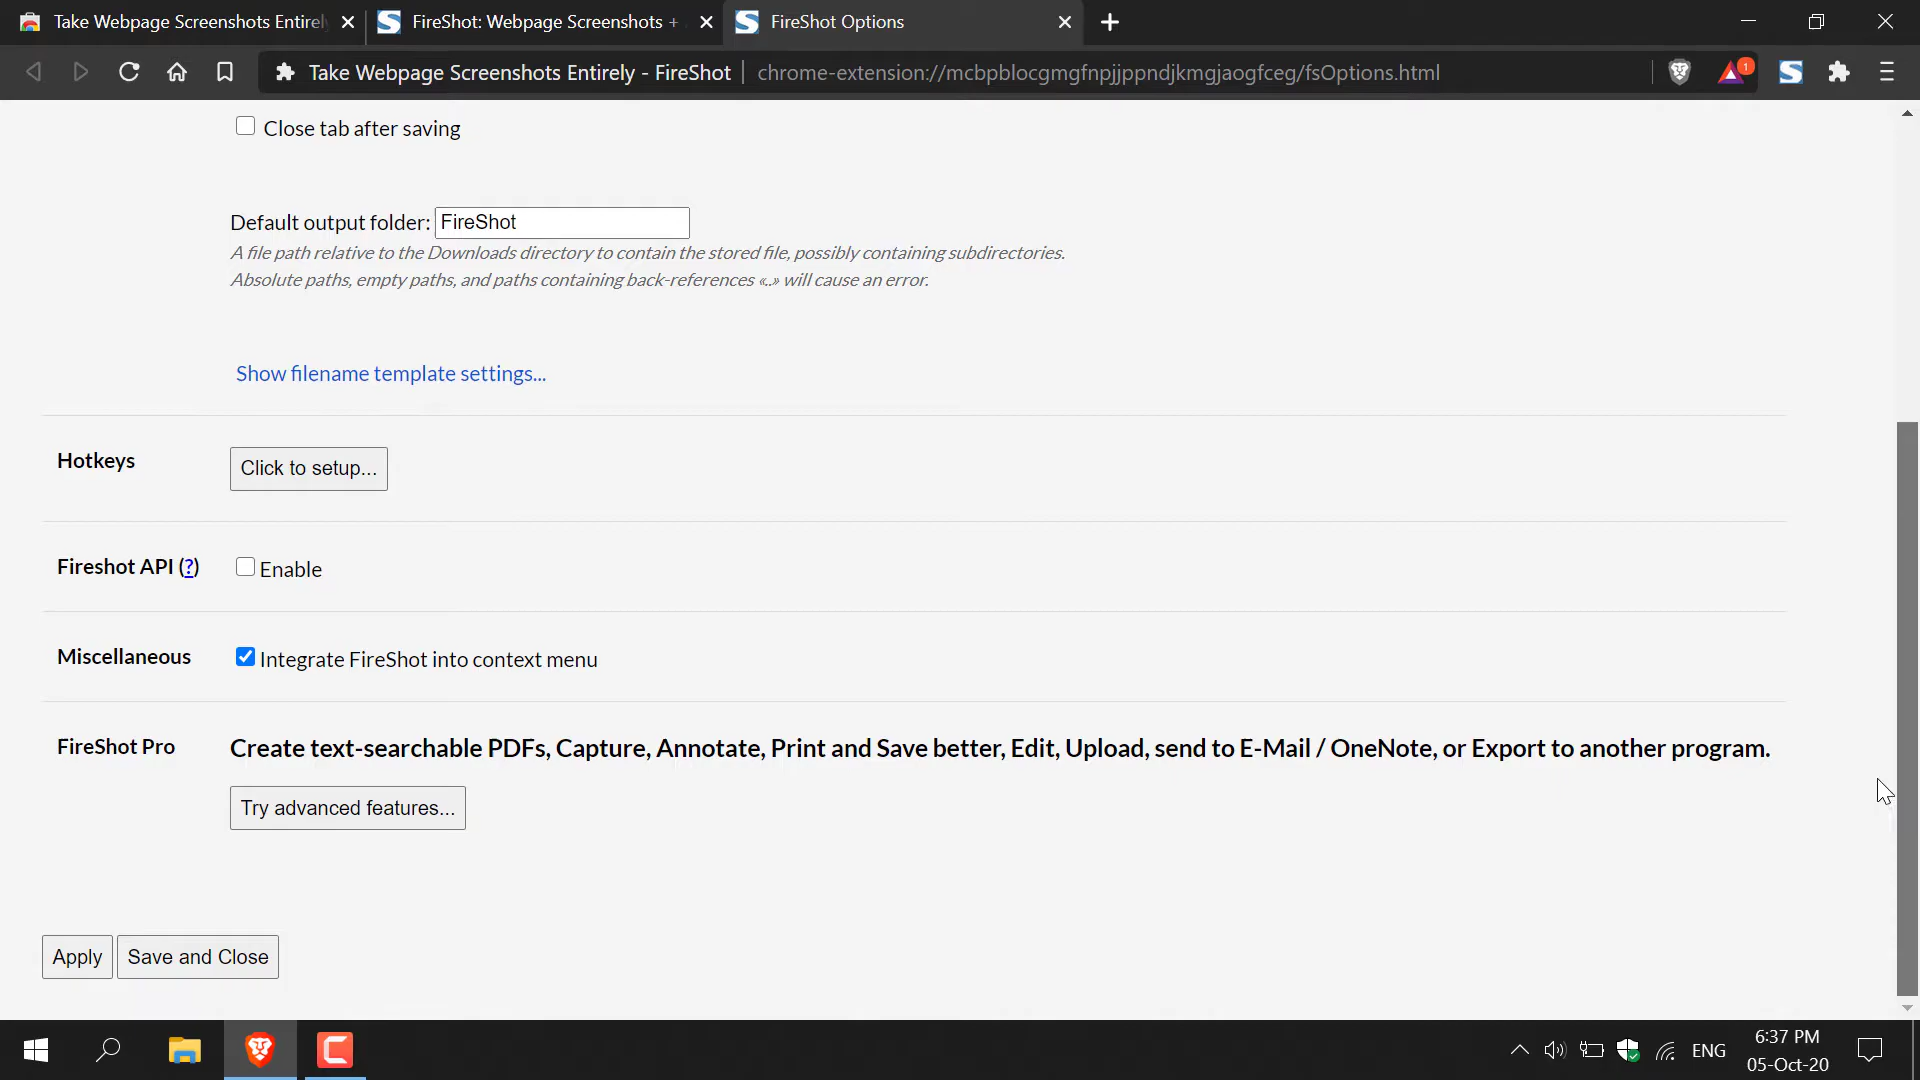 Take Webpage Screenshots Entirely
FireShot: Webpage Screenshots +
FireShot Options
Take Webpage Screenshots Entirely - FireShot
chrome-extension://mcbpblocgmgfnpjjppndjkmgjaogfceg/fsOptions.html
1
Close tab after saving
Default output folder: FireShot
A file path relative to the Downloads directory to contain the stored file, possibly containing subdirectories.
Absolute paths, empty paths, and paths containing back-references «..» will cause an error.
Show filename template settings...
Hotkeys
Click to setup...
Fireshot API (?)
Enable
Miscellaneous
Integrate FireShot into context menu
FireShot Pro
Create text-searchable PDFs, Capture, Annotate, Print and Save better, Edit, Upload, send to E-Mail / OneNote, or Export to another program.
Try advanced features...
Apply
Save and Close
ENG
6:37 PM
05-Oct-20